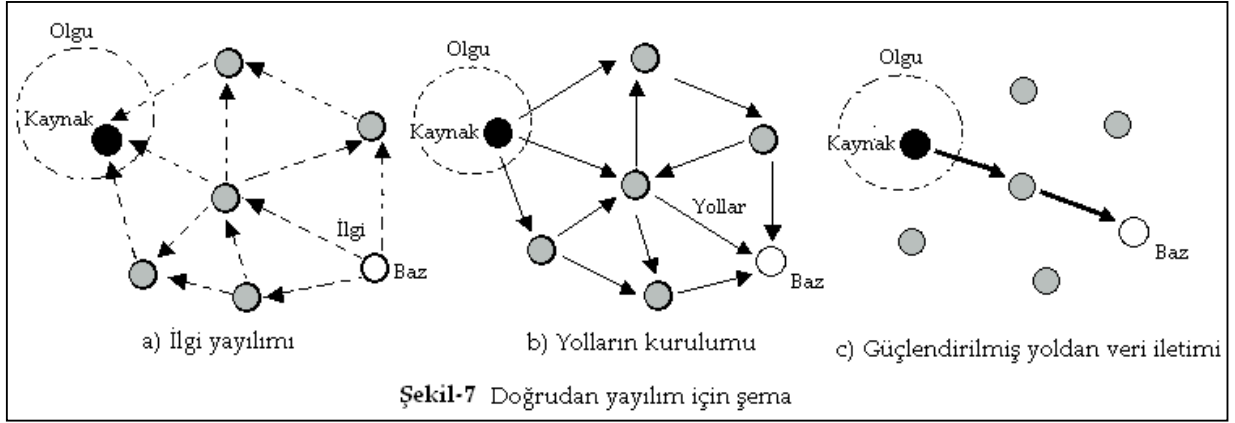 Olgu
Kaynak
İlgi
Baz
a) İlgi yayılımı
Olgu
Kaynak
Yollar
Baz
b) Yolların kurulumu
Olgu
Kaynak
Baz
c) Güçlendirilmiş yoldan veri iletimi
Şekil-7 Doğrudan yayılım için şema